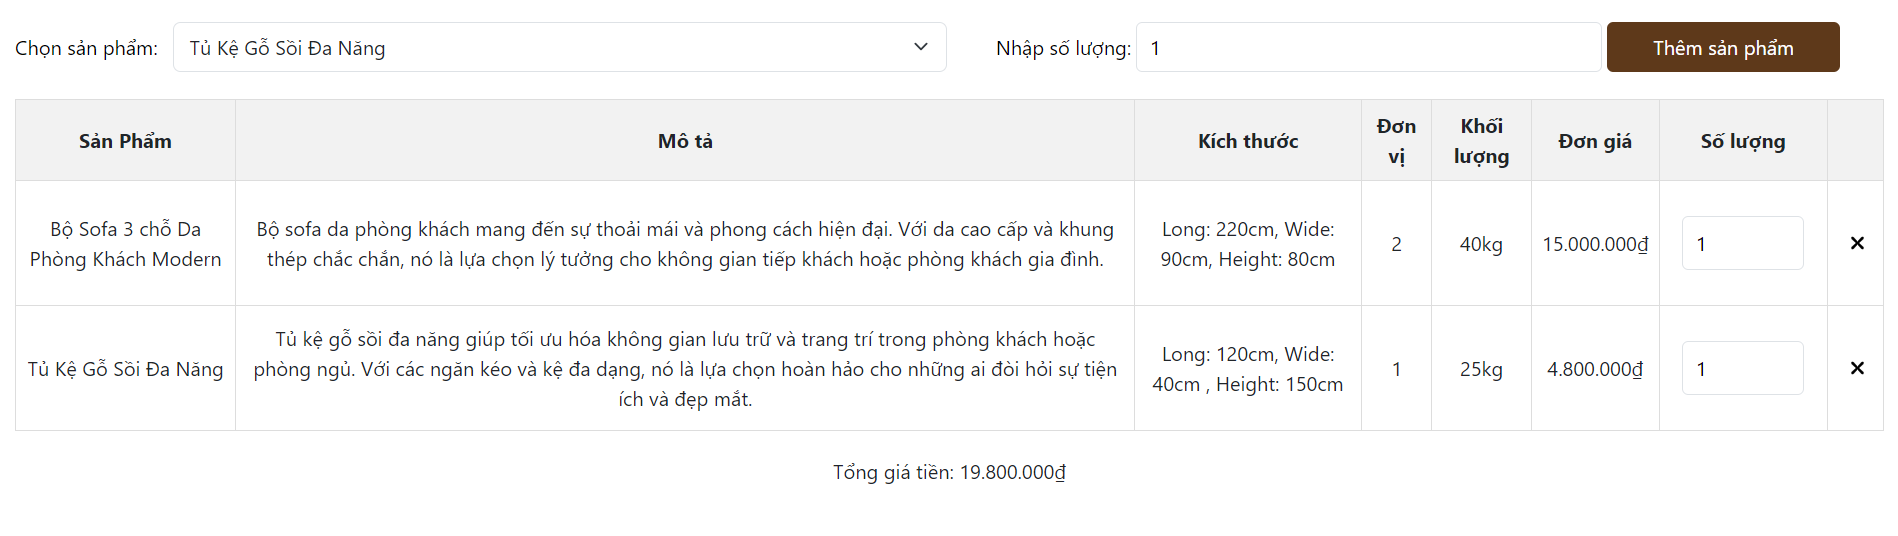 Chọn sản phẩm: Tủ Kệ Gỗ Sồi Đa Năng Nhập số lượng: 1 Thêm sản phẩm
Sản Phẩm
Mô tả
Kích thước
Đơn
vị
Khối
lượng
Đơn giá
Số lượng
Bộ Sofa 3 chỗ Da
Phòng Khách Modern
Bộ sofa da phòng khách mang đến sự thoải mái và phong cách hiện đại. Với da cao cấp và khung
thép chắc chắn, nó là lựa chọn lý tưởng cho không gian tiếp khách hoặc phòng khách gia đình.
Long: 220cm, Wide:
90cm, Height: 80cm
2
40kg
15.000.000₫
1
Tủ Kệ Gỗ Sồi Đa Năng
Tủ kệ gỗ sồi đa năng giúp tối ưu hóa không gian lưu trữ và trang trí trong phòng khách hoặc
phòng ngủ. Với các ngăn kéo và kệ đa dạng, nó là lựa chọn hoàn hảo cho những ai đòi hỏi sự tiện
ích và đẹp mắt.
Long: 120cm, Wide:
40cm , Height: 150cm
1
25kg
4.800.000₫
1
Tổng giá tiền: 19.800.000₫